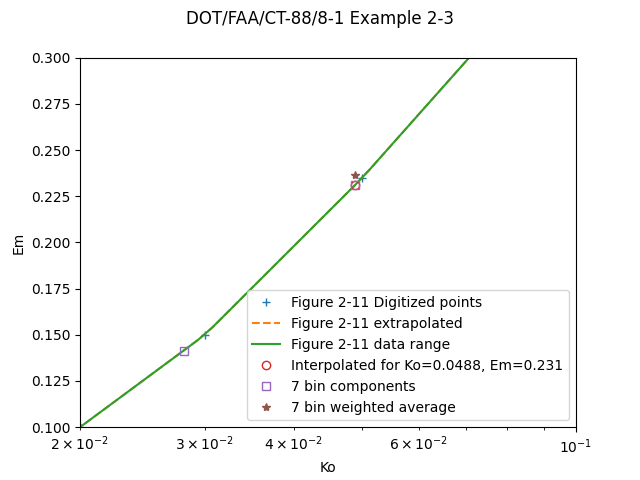 DOT/FAA/CT-88/8-1 Example 2-3
0.300
0.275
0.250
0.225
0.200
0.175
0.150
0.125
0.100
Em
Figure 2-11 Digitized points
Figure 2-11 extrapolated
Figure 2-11 data range
Interpolated for Ko=0.0488, Em=0.231
7 bin components
7 bin weighted average
2 × 10⁻² 3 × 10⁻² 4 × 10⁻² 6 × 10⁻² 10⁻¹
Ko